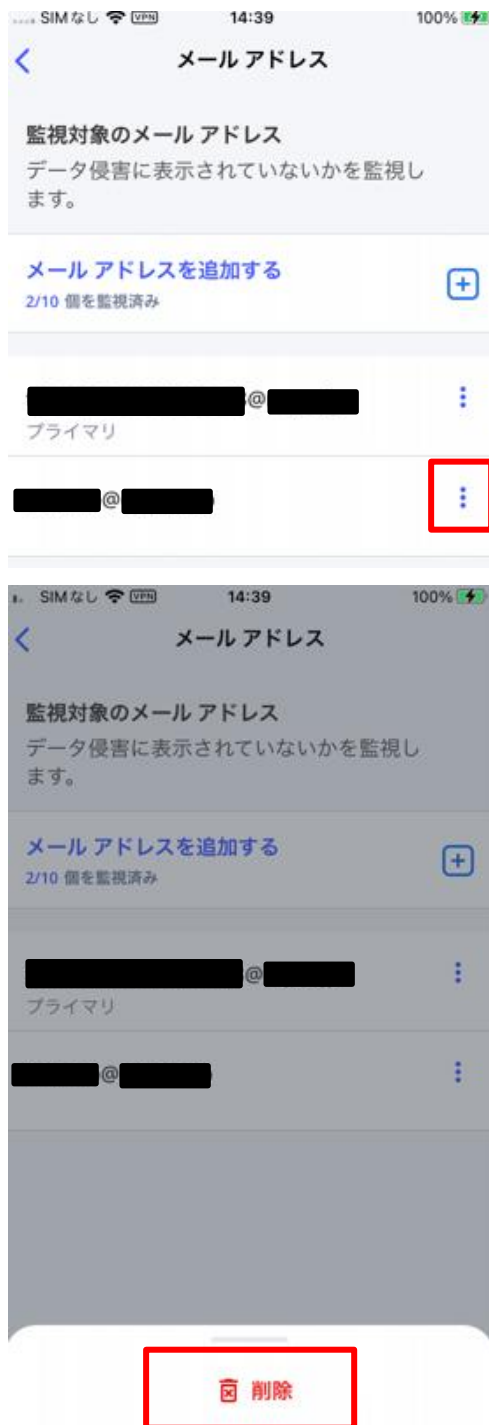 SIMなし VPN 14:39 100%
メール アドレス
監視対象のメール アドレス
データ侵害に表示されていないかを監視し
ます。
メール アドレスを追加する
2/10 個を監視済み
@
プライマリ
@
SIMなし VPN 14:39 100%
メール アドレス
監視対象のメール アドレス
データ侵害に表示されていないかを監視し
ます。
メール アドレスを追加する
2/10 個を監視済み
@
プライマリ
@
削除